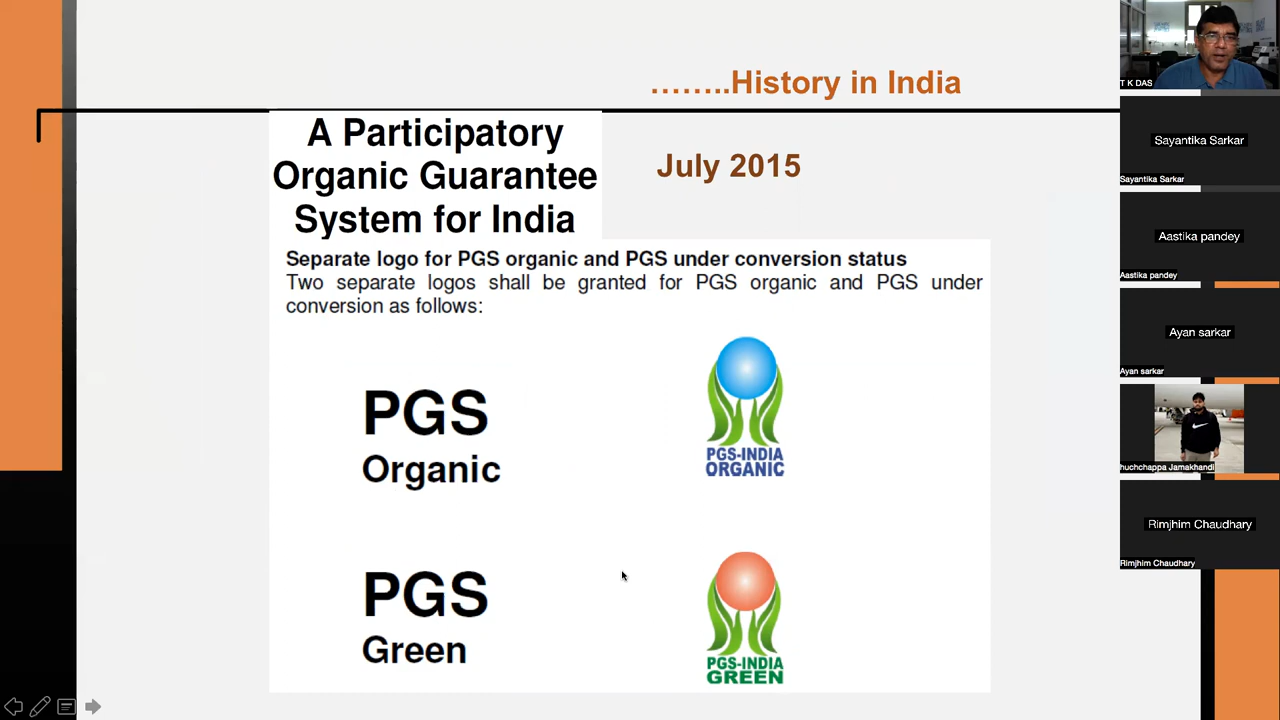 ……..History in India
A Participatory
Organic Guarantee
System for India
July 2015
Separate logo for PGS organic and PGS under conversion status
Two separate logos shall be granted for PGS organic and PGS under
conversion as follows:
PGS
Organic
PGS-INDIA
ORGANIC
PGS
Green
PGS-INDIA
GREEN
T K DAS
Sayantika Sarkar
Sayantika Sarkar
Aastika pandey
Aastika pandey
Ayan sarkar
Ayan sarkar
huchchappa Jamakhandi
Rimjhim Chaudhary
Rimjhim Chaudhary